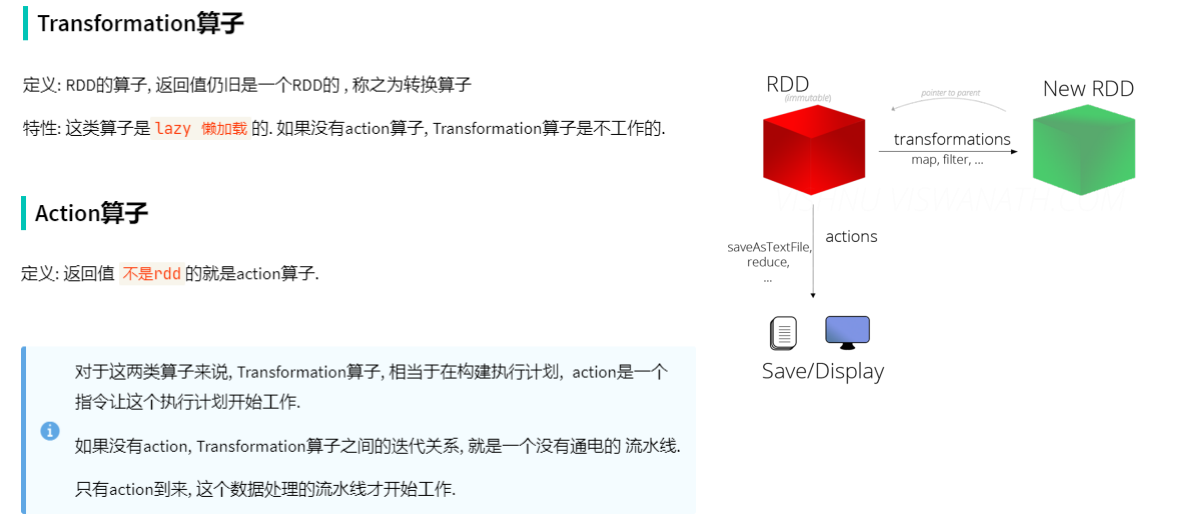 Transformation算子
定义: RDD的算子, 返回值仍旧是一个RDD的 , 称之为转换算子
特性: 这类算子是 lazy 懒加载 的. 如果没有action算子, Transformation算子是不工作的.
Action算子
定义: 返回值 不是rdd 的就是action算子.
对于这两类算子来说, Transformation算子, 相当于在构建执行计划, action是一个
指令让这个执行计划开始工作.
如果没有action, Transformation算子之间的迭代关系, 就是一个没有通电的 流水线.
只有action到来, 这个数据处理的流水线才开始工作.
RDD
(immutable)
pointer to parent
New RDD
transformations
map, filter, ...
actions
saveAsTextFile,
reduce,
...
Save/Display